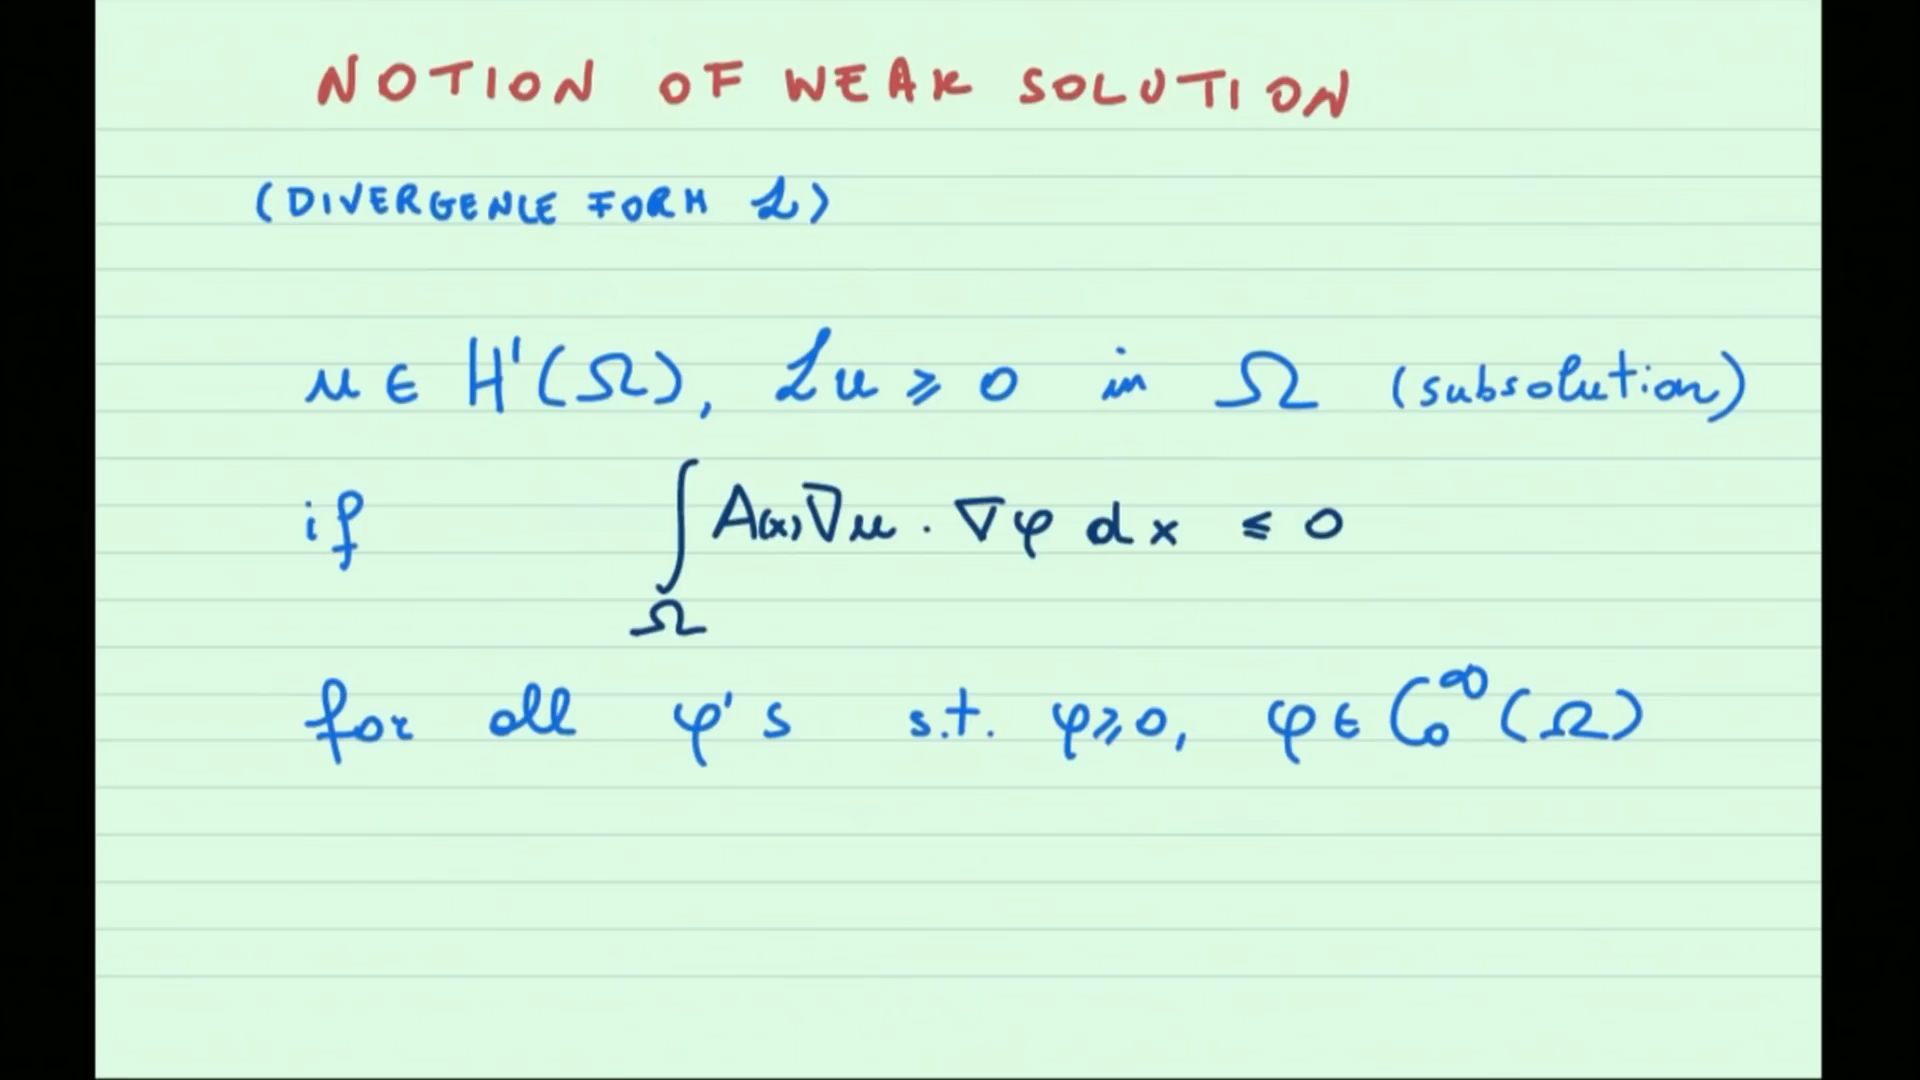 NOTION OF WEAK SOLUTION
(DIVERGENCE FORM ℒ)
u ∈ H¹(Ω), ℒu ⩾ 0 in Ω (subsolution)
if ∫_Ω A(x)∇u · ∇φ dx ⩽ 0
for all φ's s.t. φ⩾0, φ ∈ C₀^∞(Ω)